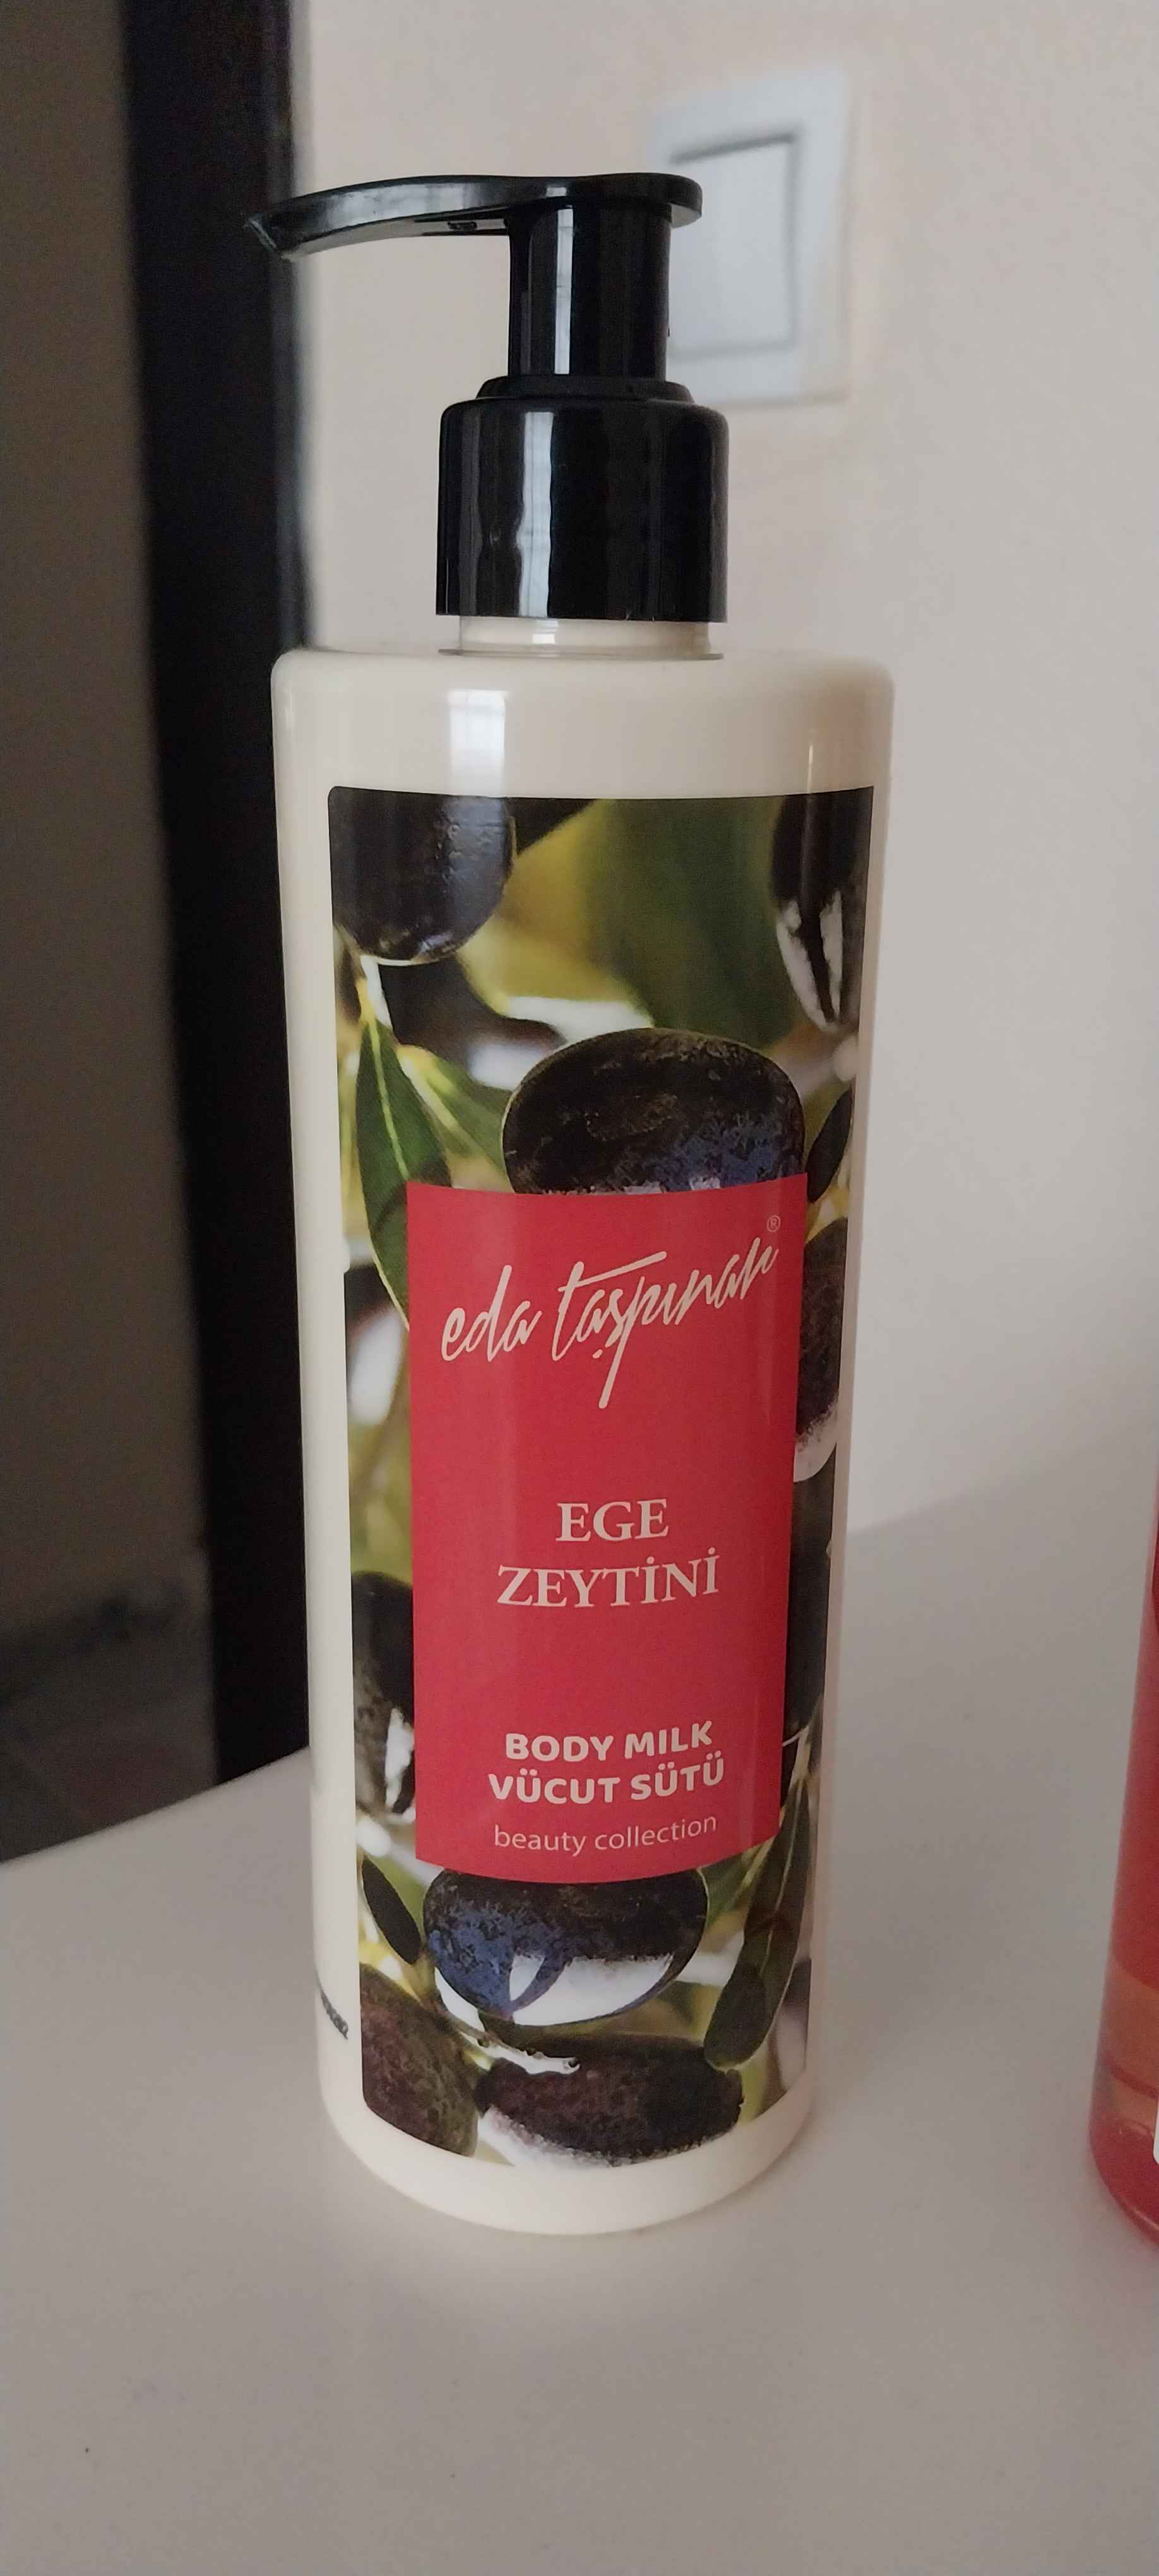 eda taşpınar®
EGE
ZEYTİNİ
BODY MILK
VÜCUT SÜTÜ
beauty collection